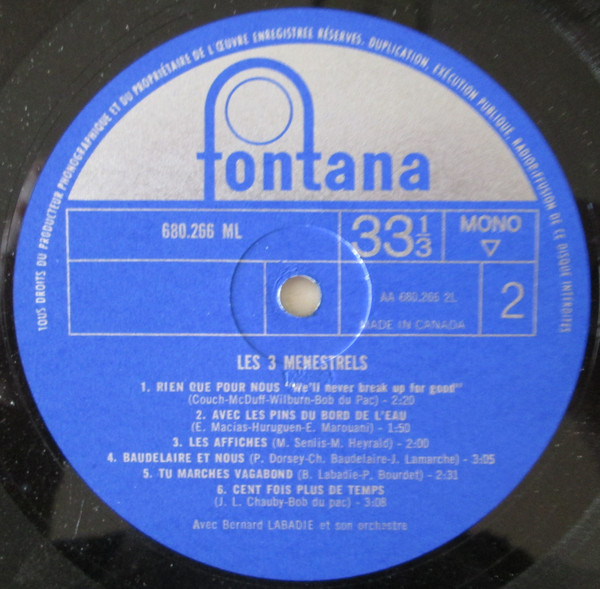 TOUS DROITS DU PRODUCTEUR PHONOGRAPHIQUE ET DU PROPRIÉTAIRE DE L'ŒUVRE ENREGISTRÉE RÉSERVÉS. DUPLICATION, EXÉCUTION PUBLIQUE, RADIODIFFUSION DE CE DISQUE INTERDITES
fontana
680.266 ML
33 1/3
MONO
AA 680.266 2L
2
MADE IN CANADA
LES 3 MENESTRELS
1. RIEN QUE POUR NOUS "We'll never break up for good"
(Couch-McDuff-Wilburn-Bob du Pac) - 2:20
2. AVEC LES PINS DU BORD DE L'EAU
(E. Macias-Huruguen-E. Marouani) - 1:50
3. LES AFFICHES (M. Senlis-M. Heyrald) - 2:00
4. BAUDELAIRE ET NOUS (P. Dorsey-Ch. Baudelaire-J. Lamarche) - 3:05
5. TU MARCHES VAGABOND (B. Labadie-P. Bourdet) - 2:31
6. CENT FOIS PLUS DE TEMPS
(J. L. Chauby-Bob du pac) - 3:08
Avec Bernard LABADIE et son orchestre